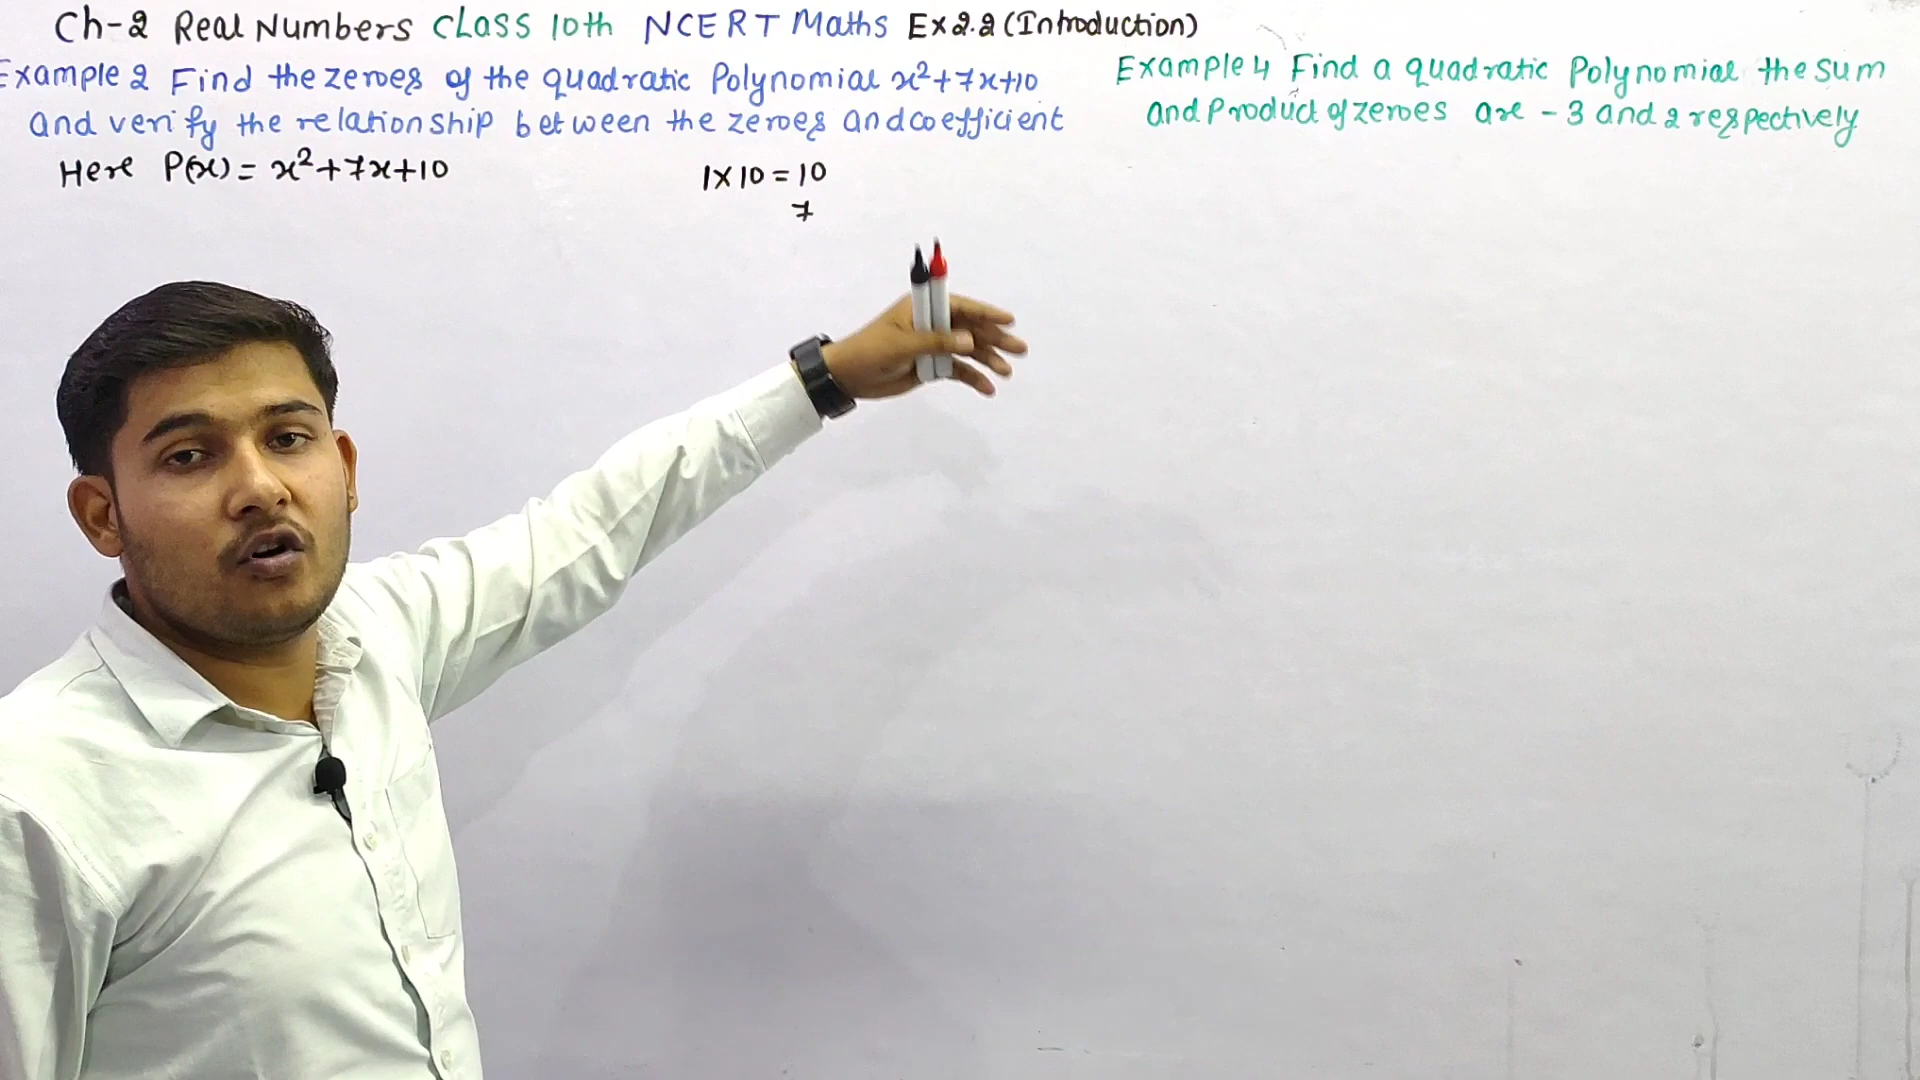 Ch-2 Real Numbers Class 10th NCERT Maths Ex 2.2 (Introduction)
Example 2 Find the zeroes of the quadratic Polynomial x²+7x+10
and verify the relationship between the zeroes and coefficient
Here P(x) = x²+7x+10
1×10=10
7
Example 4 Find a quadratic Polynomial the sum
and Product of zeroes are -3 and 2 respectively